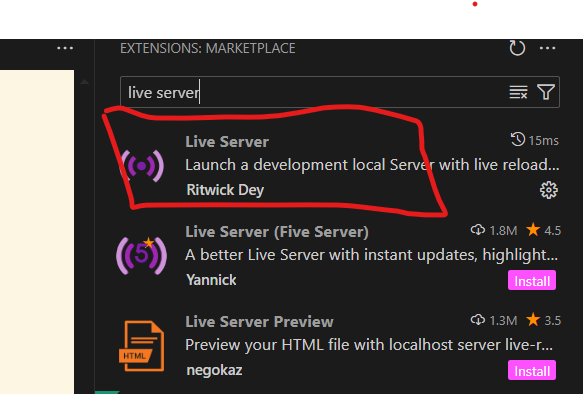 EXTENSIONS: MARKETPLACE
live server
Live Server
15ms
Launch a development local Server with live reload...
Ritwick Dey
Live Server (Five Server)
1.8M
4.5
A better Live Server with instant updates, highlight...
Yannick
Install
5
Live Server Preview
1.3M
3.5
Preview your HTML file with localhost server live-r...
negokaz
Install
HTML